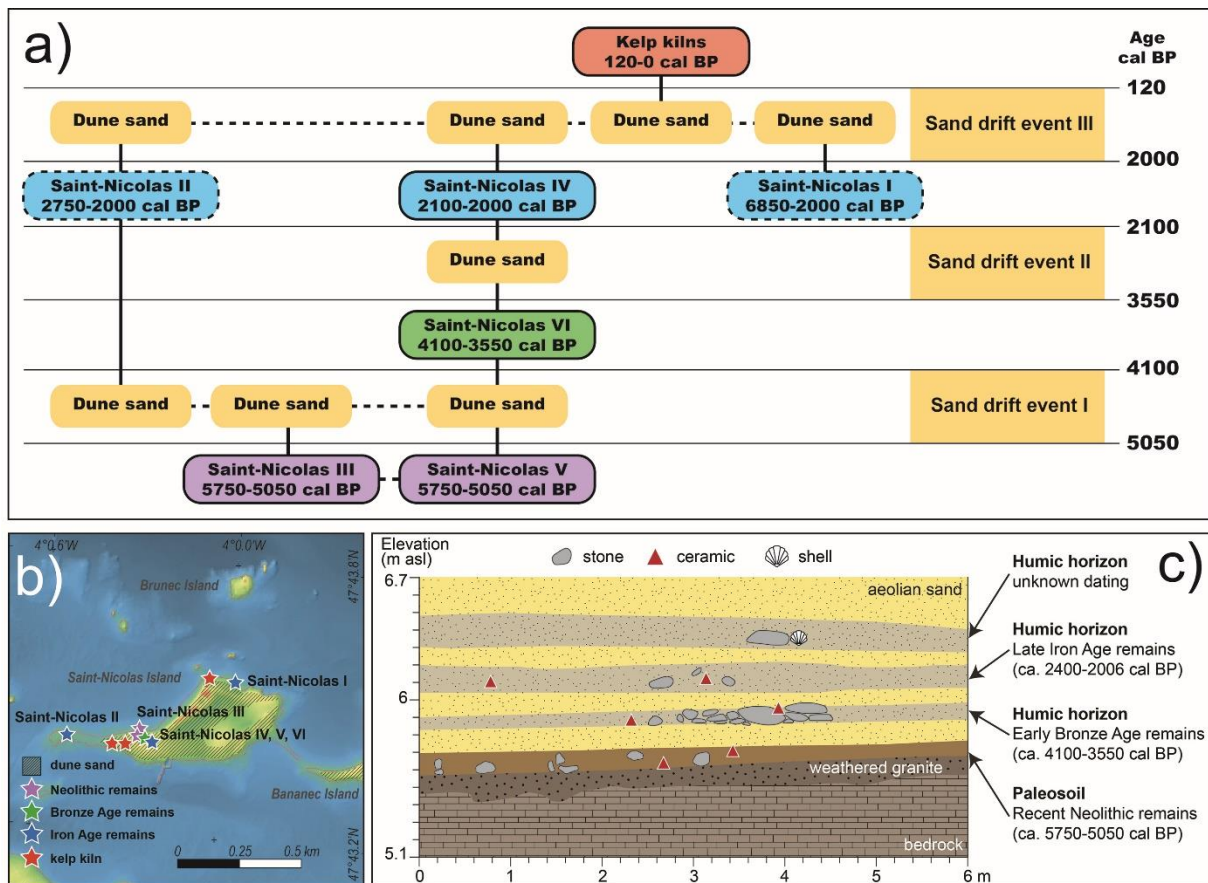 a)
Kelp kilns
120-0 cal BP
Age
cal BP
120
Dune sand
Dune sand
Dune sand
Dune sand
Sand drift event III
2000
Saint-Nicolas II
2750-2000 cal BP
Saint-Nicolas IV
2100-2000 cal BP
Saint-Nicolas I
6850-2000 cal BP
2100
Dune sand
Sand drift event II
3550
Saint-Nicolas VI
4100-3550 cal BP
4100
Dune sand
Dune sand
Dune sand
Sand drift event I
5050
Saint-Nicolas III
5750-5050 cal BP
Saint-Nicolas V
5750-5050 cal BP
b)
4°0.6'W
4°0.0'W
47°43.8'N
Brunec Island
Saint-Nicolas Island
Saint-Nicolas I
Saint-Nicolas II
Saint-Nicolas III
Saint-Nicolas IV, V, VI
Bananec Island
dune sand
Neolithic remains
Bronze Age remains
Iron Age remains
kelp kiln
0 0.25 0.5 km
47°43.2'N
c)
Elevation
(m asl)
stone
ceramic
shell
6.7
6
5.1
aeolian sand
weathered granite
bedrock
0 1 2 3 4 5 6 m
Humic horizon
unknown dating
Humic horizon
Late Iron Age remains
(ca. 2400-2006 cal BP)
Humic horizon
Early Bronze Age remains
(ca. 4100-3550 cal BP)
Paleosoil
Recent Neolithic remains
(ca. 5750-5050 cal BP)